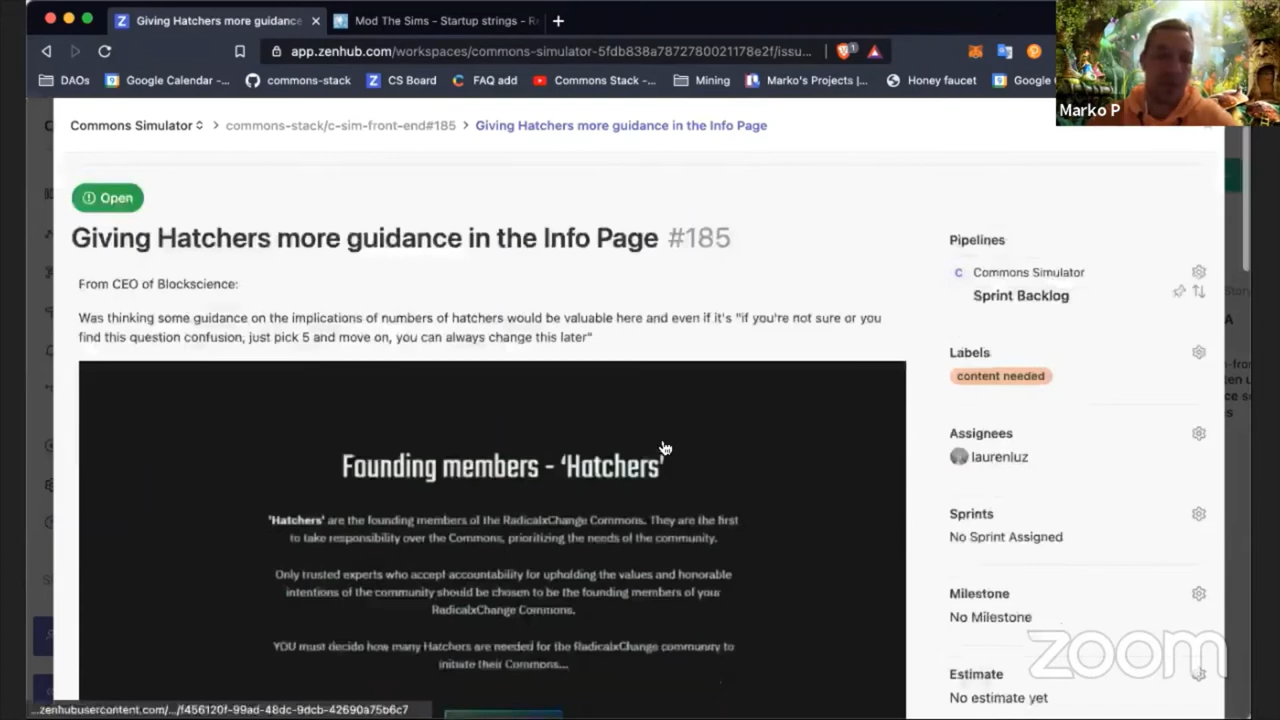 Giving Hatchers more guidance
Mod The Sims - Startup strings - R
app.zenhub.com/workspaces/commons-simulator-5fdb838a7872780021178e2f/issu...
DAOs
Google Calendar -...
commons-stack
CS Board
FAQ add
Commons Stack -...
Mining
Marko's Projects |...
Honey faucet
Google
Marko P
Commons Simulator
commons-stack/c-sim-front-end#185
Giving Hatchers more guidance in the Info Page
Open
Giving Hatchers more guidance in the Info Page #185
From CEO of Blockscience:
Was thinking some guidance on the implications of numbers of hatchers would be valuable here and even if it's "if you're not sure or you
find this question confusion, just pick 5 and move on, you can always change this later"
Founding members - 'Hatchers'
'Hatchers' are the founding members of the RadicalxChange Commons. They are the first
to take responsibility over the Commons, prioritizing the needs of the community.
Only trusted experts who accept accountability for upholding the values and honorable
intentions of the community should be chosen to be the founding members of your
RadicalxChange Commons.
YOU must decide how many Hatchers are needed for the RadicalxChange community to
initiate their Commons...
Pipelines
C Commons Simulator
Sprint Backlog
Labels
content needed
Assignees
laurenluz
Sprints
No Sprint Assigned
Milestone
No Milestone
Estimate
No estimate yet
zoom
...zenhubusercontent.com/.../f456120f-99ad-48dc-9dcb-42690a75b6c7